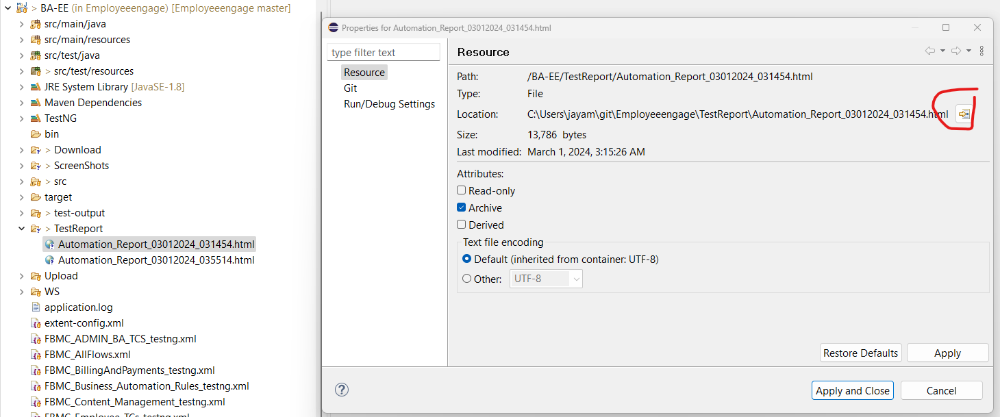 > BA-EE (in Employeeengage) [Employeeengage master]
src/main/java
src/main/resources
src/test/java
> src/test/resources
JRE System Library [JavaSE-1.8]
Maven Dependencies
TestNG
bin
> Download
> ScreenShots
> src
target
> test-output
> TestReport
Automation_Report_03012024_031454.html
Automation_Report_03012024_035514.html
Upload
WS
application.log
extent-config.xml
FBMC_ADMIN_BA_TCS_testng.xml
FBMC_AllFlows.xml
FBMC_BillingAndPayments_testng.xml
FBMC_Business_Automation_Rules_testng.xml
FBMC_Content_Management_testng.xml
FBMC_Employee_TCs_testng.xml
Properties for Automation_Report_03012024_031454.html
type filter text
Resource
Git
Run/Debug Settings
Resource
Path: /BA-EE/TestReport/Automation_Report_03012024_031454.html
Type: File
Location: C:\Users\jayam\git\Employeeengage\TestReport\Automation_Report_03012024_031454.html
Size: 13,786 bytes
Last modified: March 1, 2024, 3:15:26 AM
Attributes:
Read-only
Archive
Derived
Text file encoding
Default (inherited from container: UTF-8)
Other: UTF-8
Restore Defaults Apply
Apply and Close Cancel